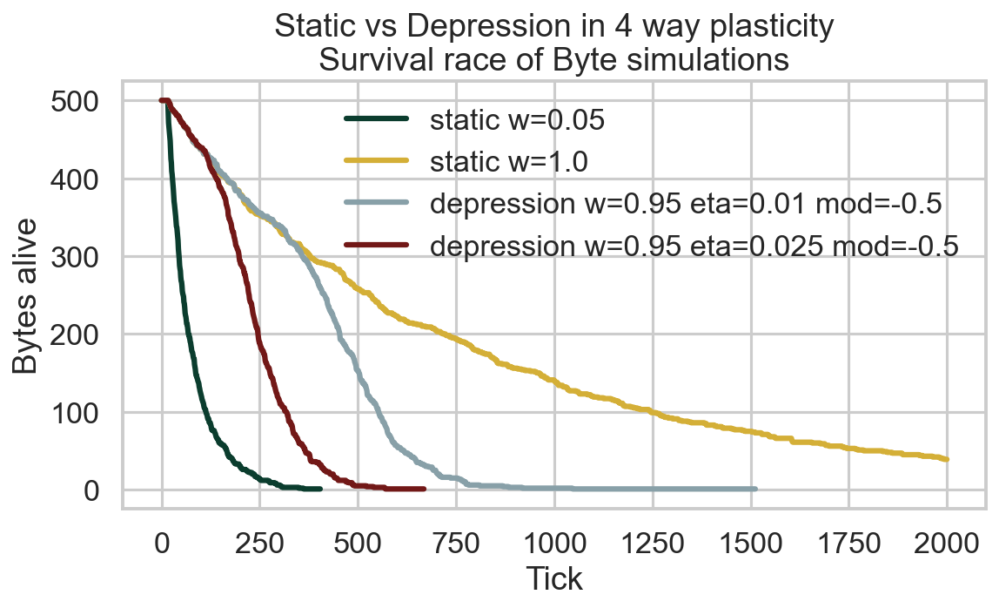 Static vs Depression in 4 way plasticity
Survival race of Byte simulations
500
400
300
200
100
0
Bytes alive
static w=0.05
static w=1.0
depression w=0.95 eta=0.01 mod=-0.5
depression w=0.95 eta=0.025 mod=-0.5
0 250 500 750 1000 1250 1500 1750 2000
Tick